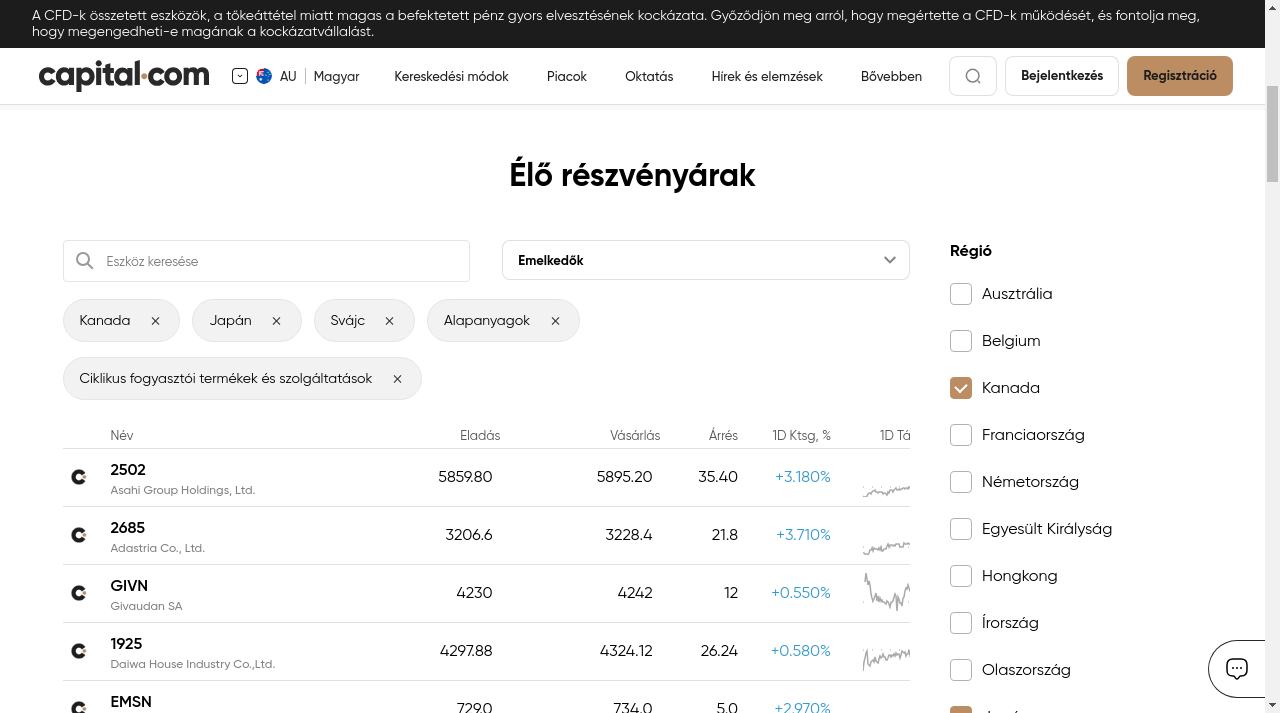 A CFD-k összetett eszközök, a tőkeáttétel miatt magas a befektetett pénz gyors elvesztésének kockázata. Győződjön meg arról, hogy megértette a CFD-k működését, és fontolja meg,
hogy megengedheti-e magának a kockázatvállalást.
capital.com
AU Magyar
Kereskedési módok
Piacok
Oktatás
Hírek és elemzések
Bővebben
Bejelentkezés
Regisztráció
Élő részvényárak
Eszköz keresése
Emelkedők
Kanada
Japán
Svájc
Alapanyagok
Ciklikus fogyasztói termékek és szolgáltatások
Név Eladás Vásárlás Árrés 1D Ktsg, % 1D Tá
2502 5859.80 5895.20 35.40 +3.180%
Asahi Group Holdings, Ltd.
2685 3206.6 3228.4 21.8 +3.710%
Adastria Co., Ltd.
GIVN 4230 4242 12 +0.550%
Givaudan SA
1925 4297.88 4324.12 26.24 +0.580%
Daiwa House Industry Co.,Ltd.
EMSN 729.0 734.0 5.0 +2.970%
Régió
Ausztrália
Belgium
Kanada
Franciaország
Németország
Egyesült Királyság
Hongkong
Írország
Olaszország